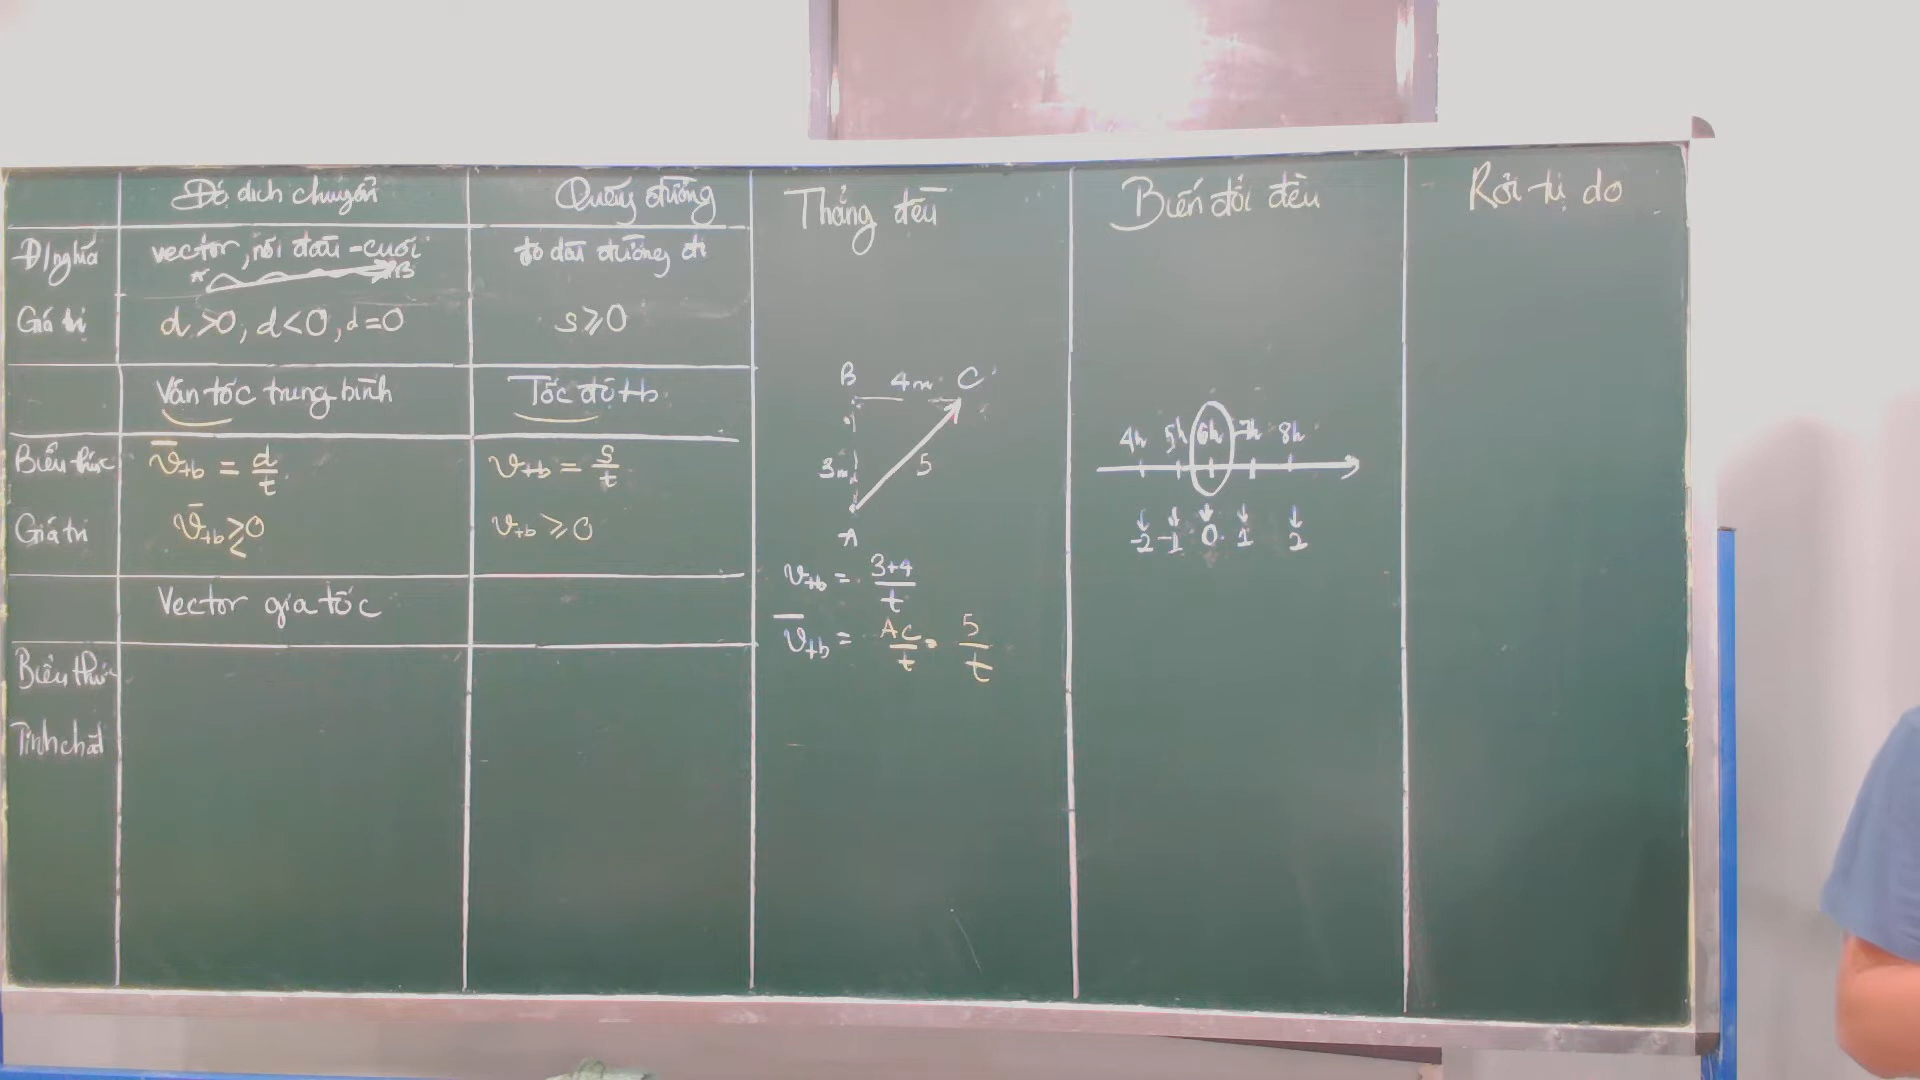 Độ dịch chuyển
Quãng đường
Thẳng đều
Biến đổi đều
Rơi tự do
Đ/nghĩa
vector, nối đầu - cuối
A B
độ dài đường đi
Giá trị
d >0, d<0, d=0
s ⩾ 0
Vận tốc trung bình
Tốc độ tb
Biểu thức
v̅tb = d/t
vtb = s/t
Giá trị
v̅tb ⩾ 0
<
vtb ⩾ 0
Vector gia tốc
Biểu thức
Tính chất
B 4m C
3m 5
A
vtb = 3+4/t
v̅tb = AC/t = 5/t
4h 5h 6h 7h 8h
-2 -1 0 1 2